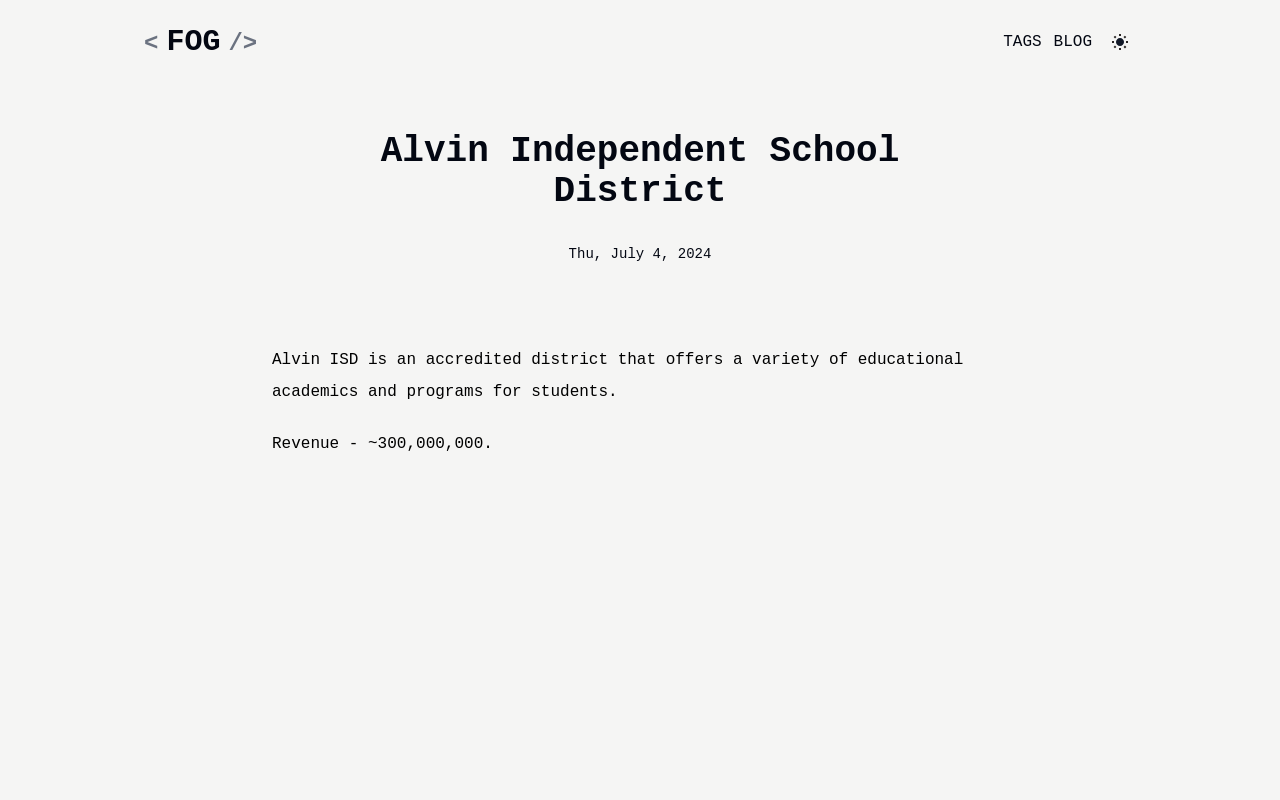 < FOG />
TAGS BLOG
Alvin Independent School
District
Thu, July 4, 2024
Alvin ISD is an accredited district that offers a variety of educational
academics and programs for students.
Revenue - ~300,000,000.